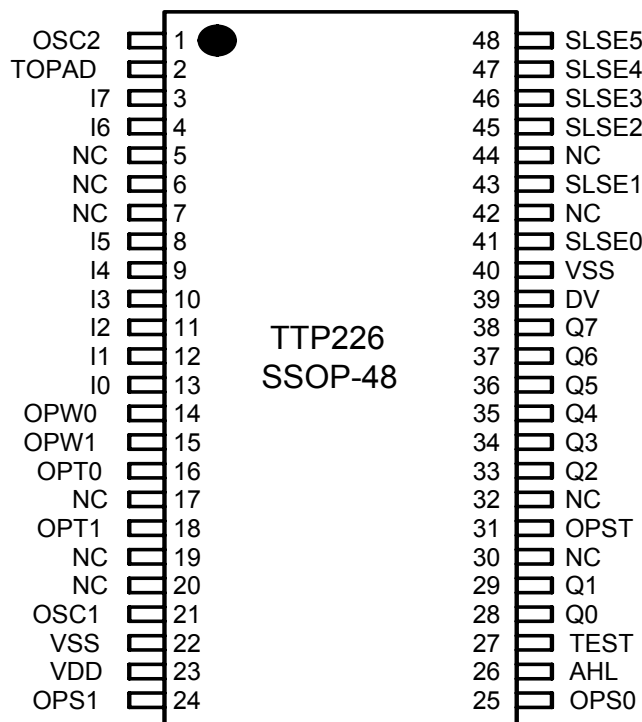 OSC2 1 48 SLSE5
TOPAD 2 47 SLSE4
I7 3 46 SLSE3
I6 4 45 SLSE2
NC 5 44 NC
NC 6 43 SLSE1
NC 7 42 NC
I5 8 41 SLSE0
I4 9 40 VSS
I3 10 39 DV
I2 11 38 Q7
TTP226
I1 12 37 Q6
SSOP-48
I0 13 36 Q5
OPW0 14 35 Q4
OPW1 15 34 Q3
OPT0 16 33 Q2
NC 17 32 NC
OPT1 18 31 OPST
NC 19 30 NC
NC 20 29 Q1
OSC1 21 28 Q0
VSS 22 27 TEST
VDD 23 26 AHL
OPS1 24 25 OPS0